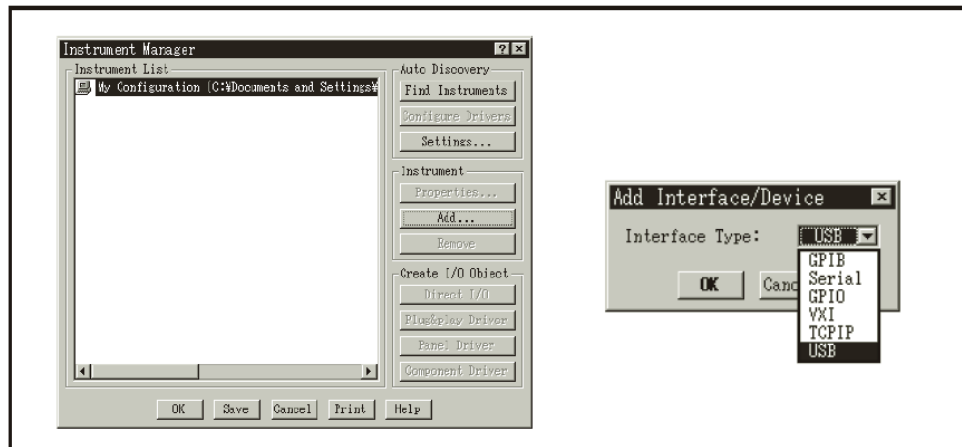 Instrument Manager
Instrument List
My Configuration (C:¥Documents and Settings¥
Auto Discovery
Find Instruments
Configure Drivers
Settings...
Instrument
Properties...
Add...
Remove
Create I/O Object
Direct I/O
Plug&play Driver
Panel Driver
Component Driver
OK
Save
Cancel
Print
Help
Add Interface/Device
Interface Type:
USB
GPIB
Serial
GPIO
VXI
TCPIP
USB
OK
Canc